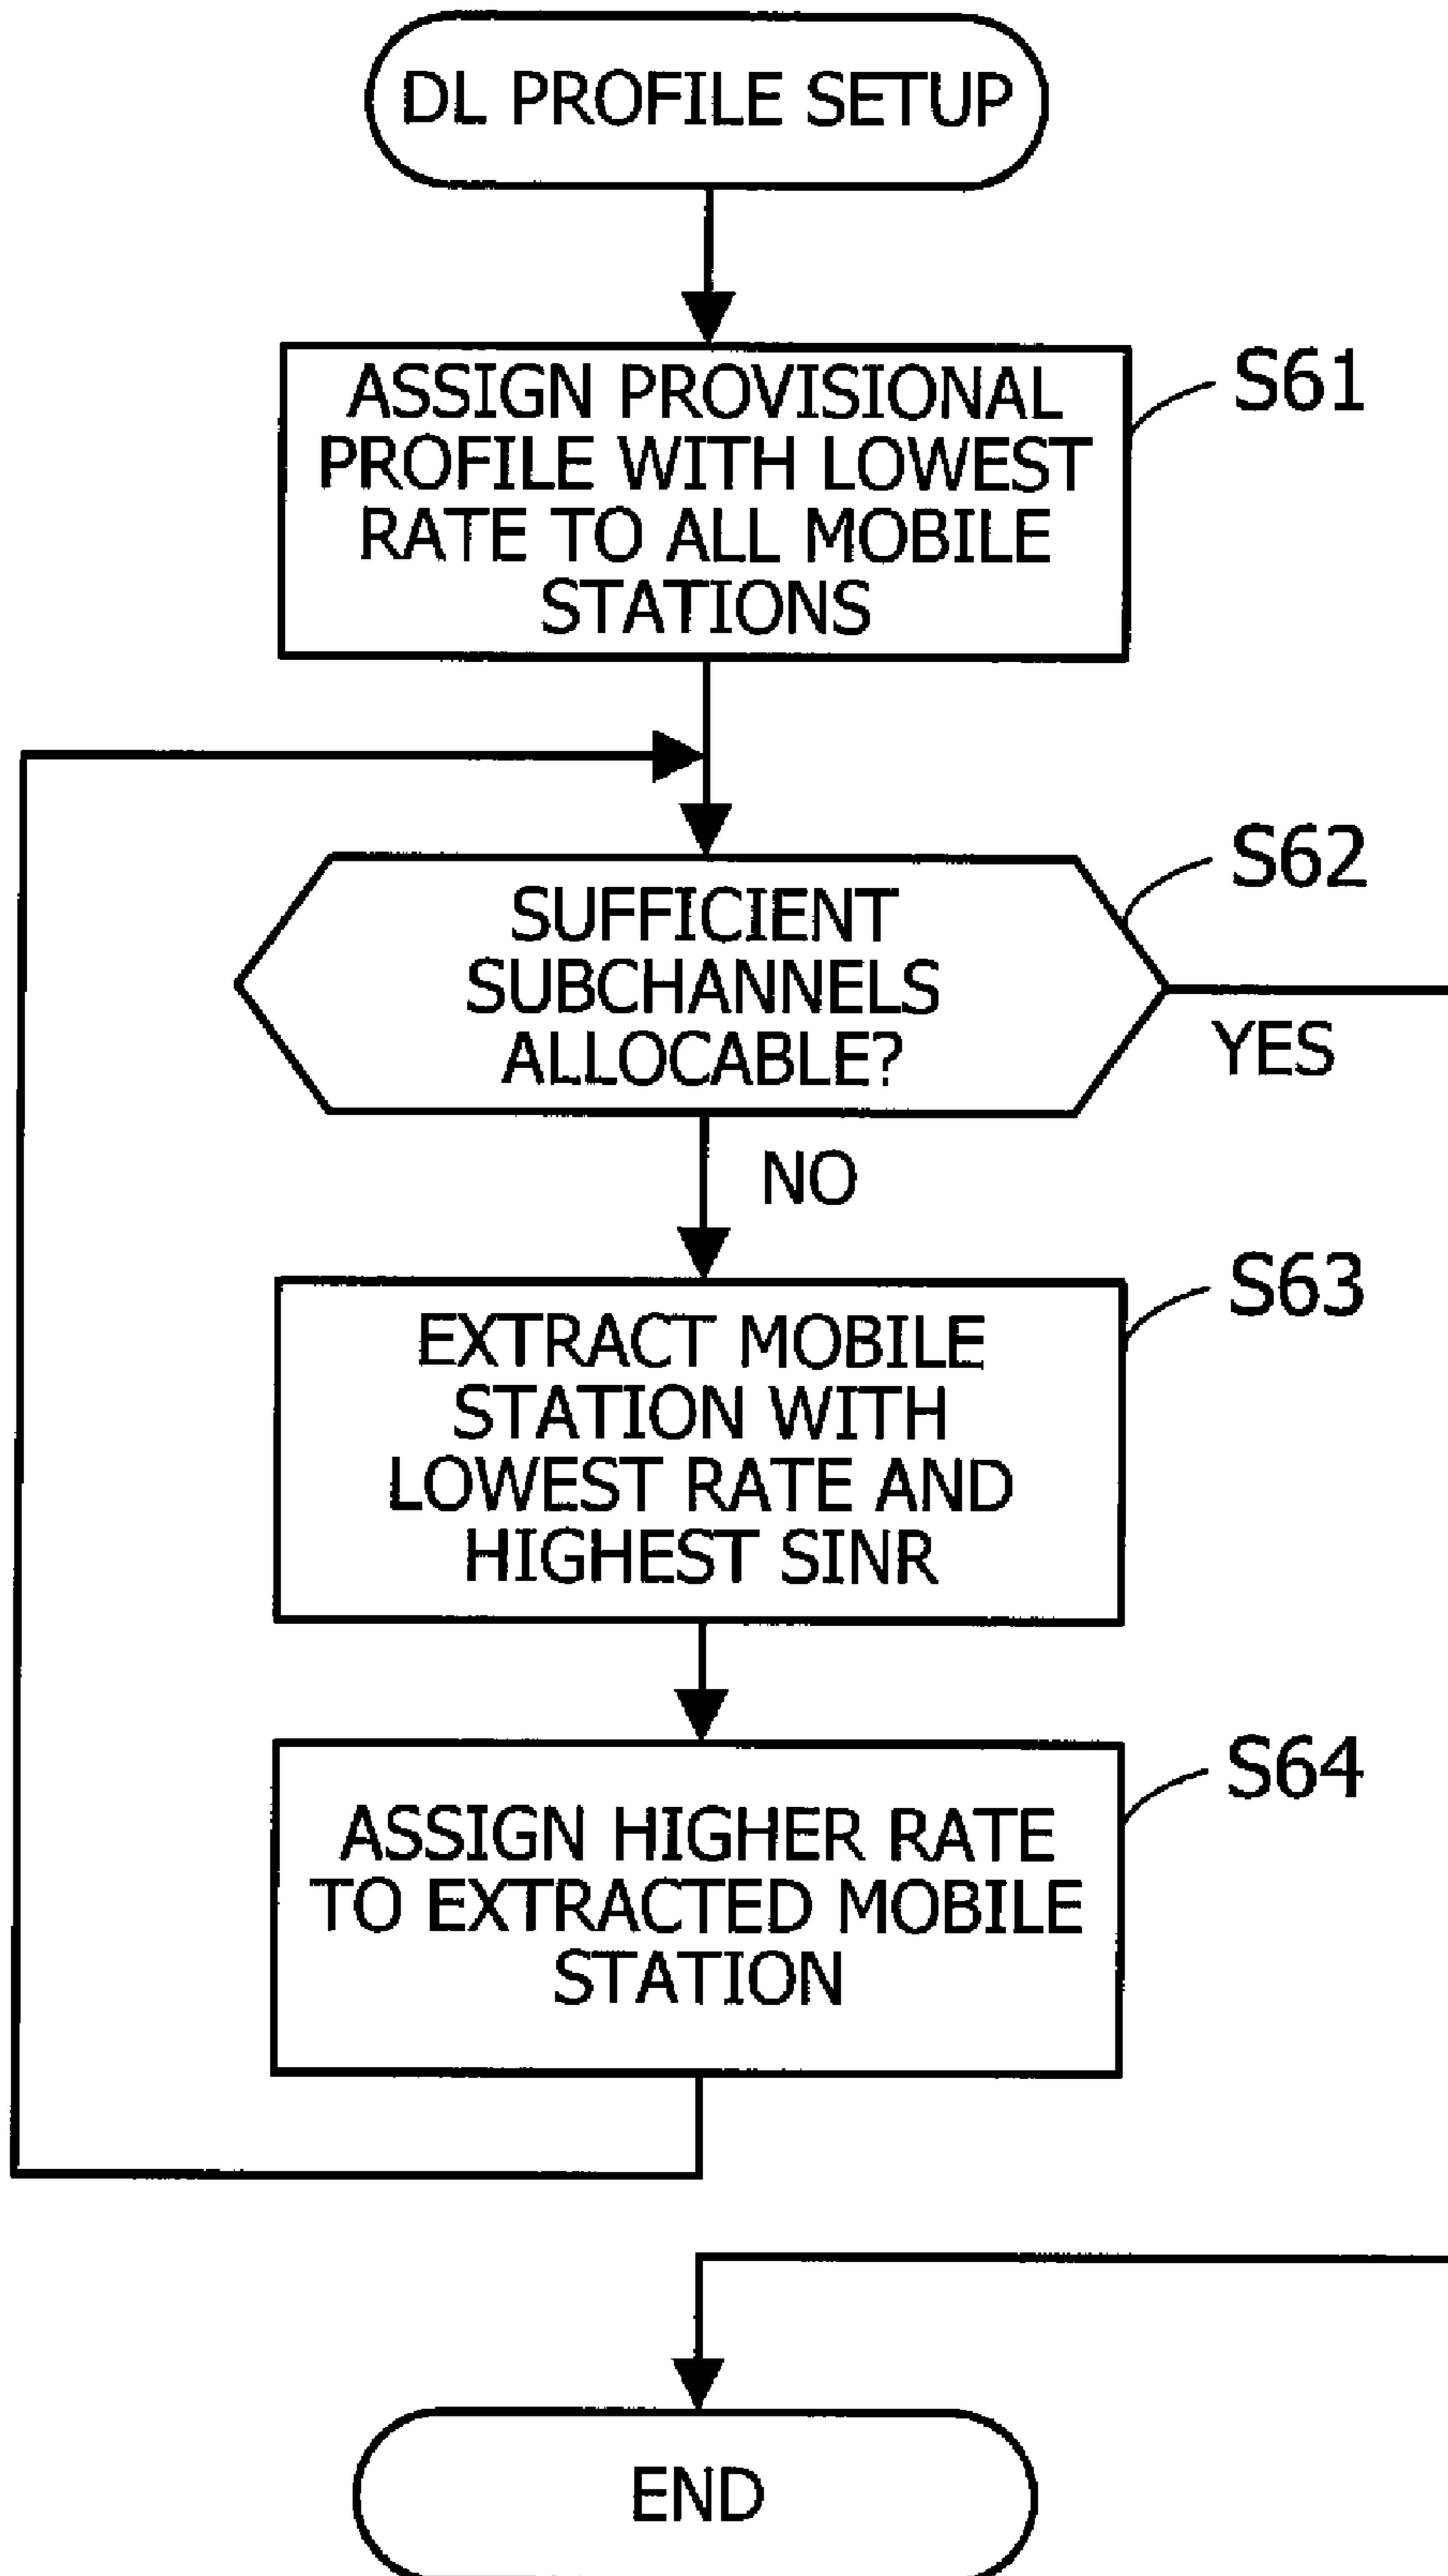 DL PROFILE SETUP
ASSIGN PROVISIONAL
PROFILE WITH LOWEST
RATE TO ALL MOBILE
STATIONS
S61
SUFFICIENT
SUBCHANNELS
ALLOCABLE?
S62
YES
NO
EXTRACT MOBILE
STATION WITH
LOWEST RATE AND
HIGHEST SINR
S63
ASSIGN HIGHER RATE
TO EXTRACTED MOBILE
STATION
S64
END